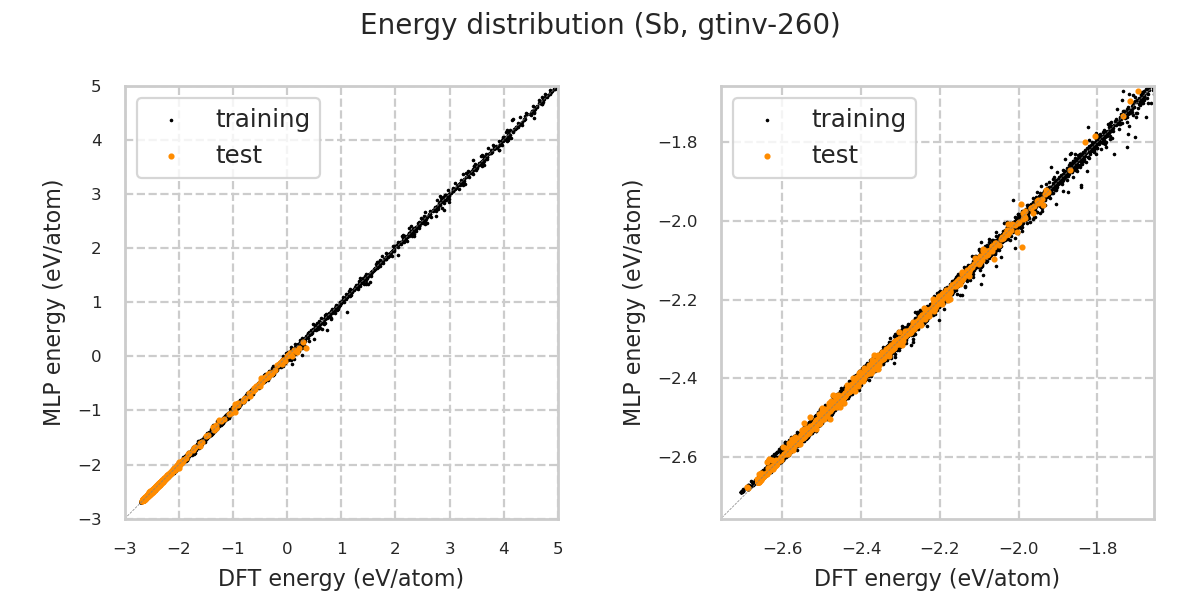 Energy distribution (Sb, gtinv-260)
5
4
3
2
1
0
−1
−2
−3
−3 −2 −1 0 1 2 3 4 5
MLP energy (eV/atom)
DFT energy (eV/atom)
training
test
−1.8
−2.0
−2.2
−2.4
−2.6
−2.6 −2.4 −2.2 −2.0 −1.8
MLP energy (eV/atom)
DFT energy (eV/atom)
training
test